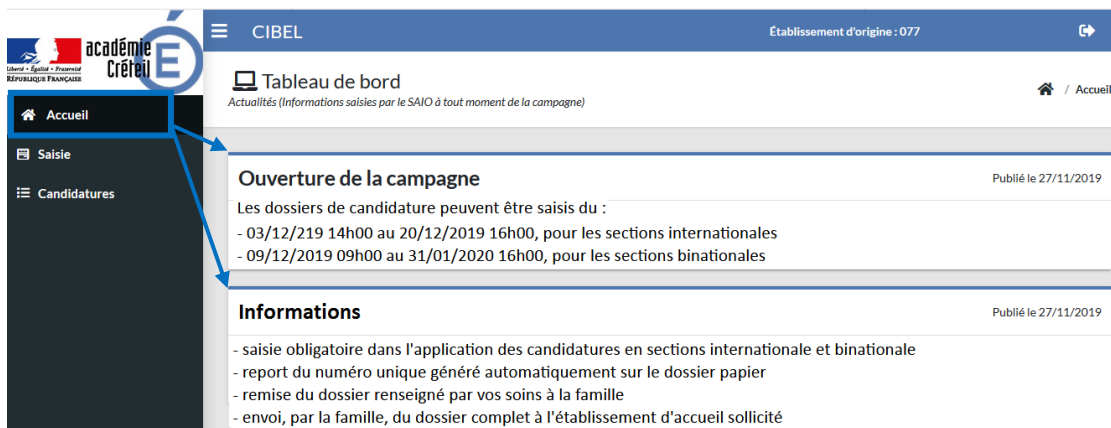 Liberté • Égalité • Fraternité
RÉPUBLIQUE FRANÇAISE
académie
Créteil
CIBEL
Établissement d'origine : 077
Tableau de bord
Actualités (Informations saisies par le SAIO à tout moment de la campagne)
/ Accueil
Accueil
Saisie
Candidatures
Ouverture de la campagne
Publié le 27/11/2019
Les dossiers de candidature peuvent être saisis du :
- 03/12/219 14h00 au 20/12/2019 16h00, pour les sections internationales
- 09/12/2019 09h00 au 31/01/2020 16h00, pour les sections binationales
Informations
Publié le 27/11/2019
- saisie obligatoire dans l'application des candidatures en sections internationale et binationale
- report du numéro unique généré automatiquement sur le dossier papier
- remise du dossier renseigné par vos soins à la famille
- envoi, par la famille, du dossier complet à l'établissement d'accueil sollicité